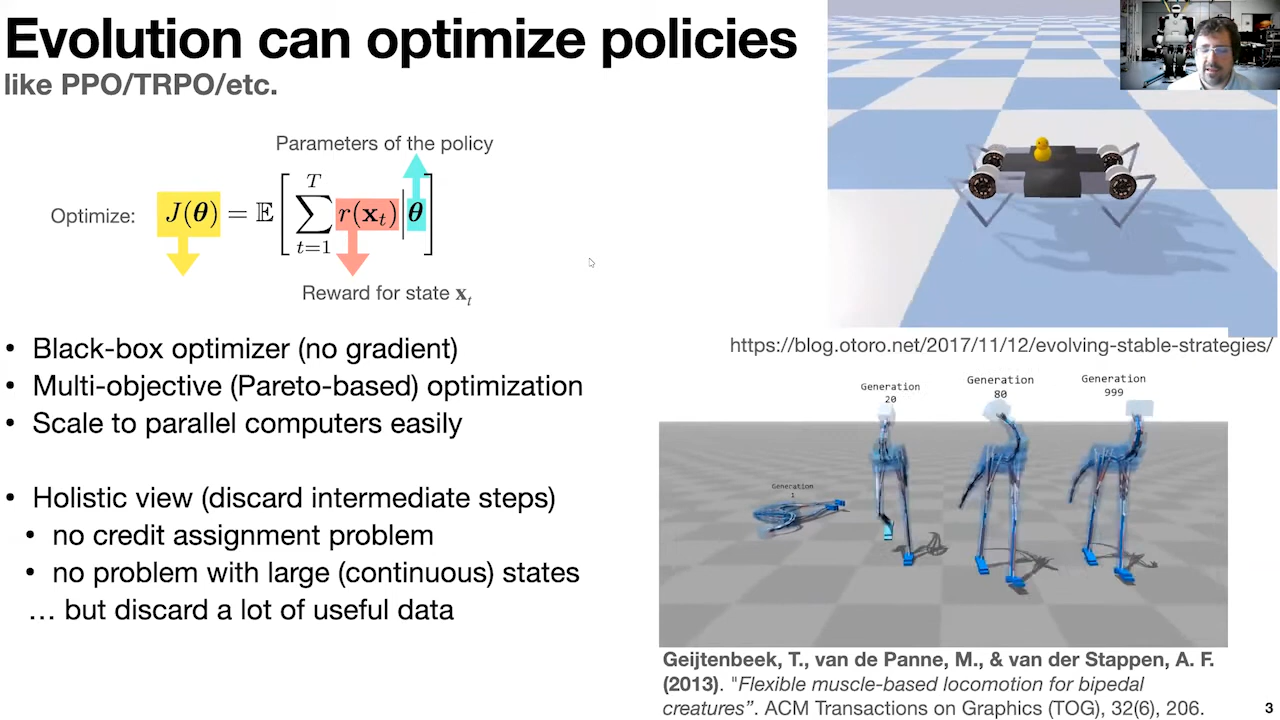 Evolution can optimize policies
like PPO/TRPO/etc.
Parameters of the policy
Optimize: J(θ) = 𝔼[ ∑_{t=1}^{T} r(x_t) | θ ]
Reward for state x_t
• Black-box optimizer (no gradient)
• Multi-objective (Pareto-based) optimization
• Scale to parallel computers easily
• Holistic view (discard intermediate steps)
• no credit assignment problem
• no problem with large (continuous) states
… but discard a lot of useful data
https://blog.otoro.net/2017/11/12/evolving-stable-strategies/
Generation
1
Generation
20
Generation
80
Generation
999
Geijtenbeek, T., van de Panne, M., & van der Stappen, A. F.
(2013). "Flexible muscle-based locomotion for bipedal
creatures”. ACM Transactions on Graphics (TOG), 32(6), 206.
3